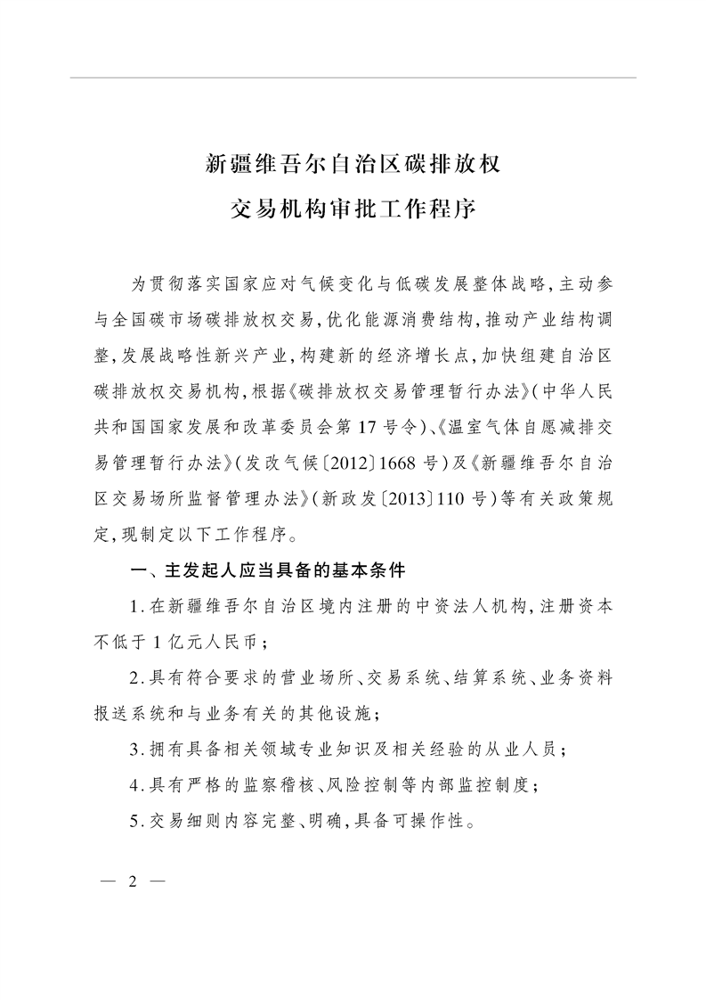 新疆维吾尔自治区碳排放权
交易机构审批工作程序
为贯彻落实国家应对气候变化与低碳发展整体战略,主动参
与全国碳市场碳排放权交易,优化能源消费结构,推动产业结构调
整,发展战略性新兴产业,构建新的经济增长点,加快组建自治区
碳排放权交易机构,根据《碳排放权交易管理暂行办法》(中华人民
共和国国家发展和改革委员会第 17 号令)、《温室气体自愿减排交
易管理暂行办法》(发改气候〔2012〕1668 号)及《新疆维吾尔自治
区交易场所监督管理办法》(新政发〔2013〕110 号)等有关政策规
定,现制定以下工作程序。
一、主发起人应当具备的基本条件
1.在新疆维吾尔自治区境内注册的中资法人机构,注册资本
不低于 1 亿元人民币;
2.具有符合要求的营业场所、交易系统、结算系统、业务资料
报送系统和与业务有关的其他设施;
3.拥有具备相关领域专业知识及相关经验的从业人员;
4.具有严格的监察稽核、风险控制等内部监控制度;
5.交易细则内容完整、明确,具备可操作性。
— 2 —